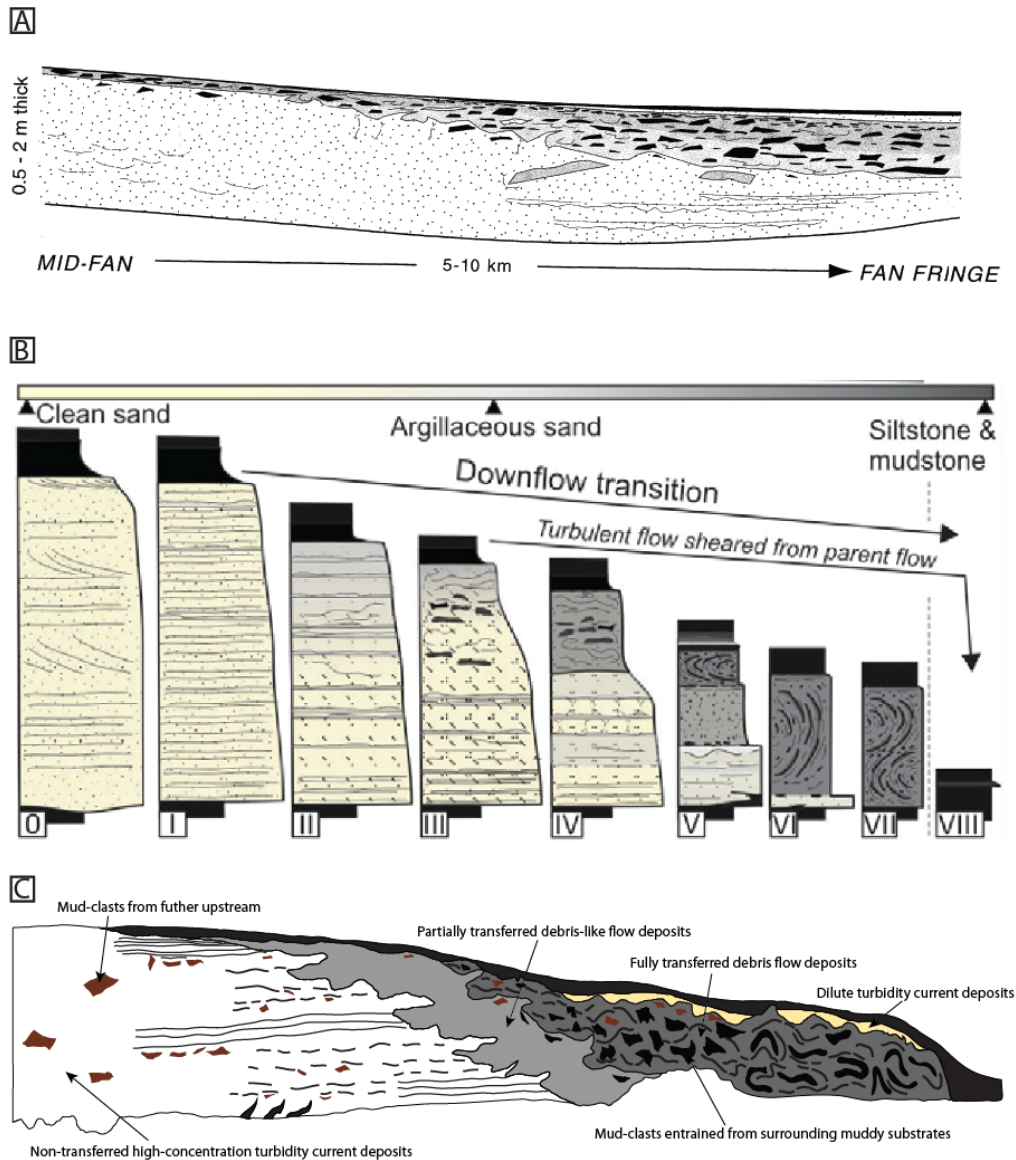 A
0.5 - 2 m thick
MID-FAN
5-10 km
FAN FRINGE
B
Clean sand
Argillaceous sand
Siltstone &
mudstone
Downflow transition
Turbulent flow sheared from parent flow
0
I
II
III
IV
V
VI
VII
VIII
C
Mud-clasts from futher upstream
Partially transferred debris-like flow deposits
Fully transferred debris flow deposits
Dilute turbidity current deposits
Mud-clasts entrained from surrounding muddy substrates
Non-transferred high-concentration turbidity current deposits